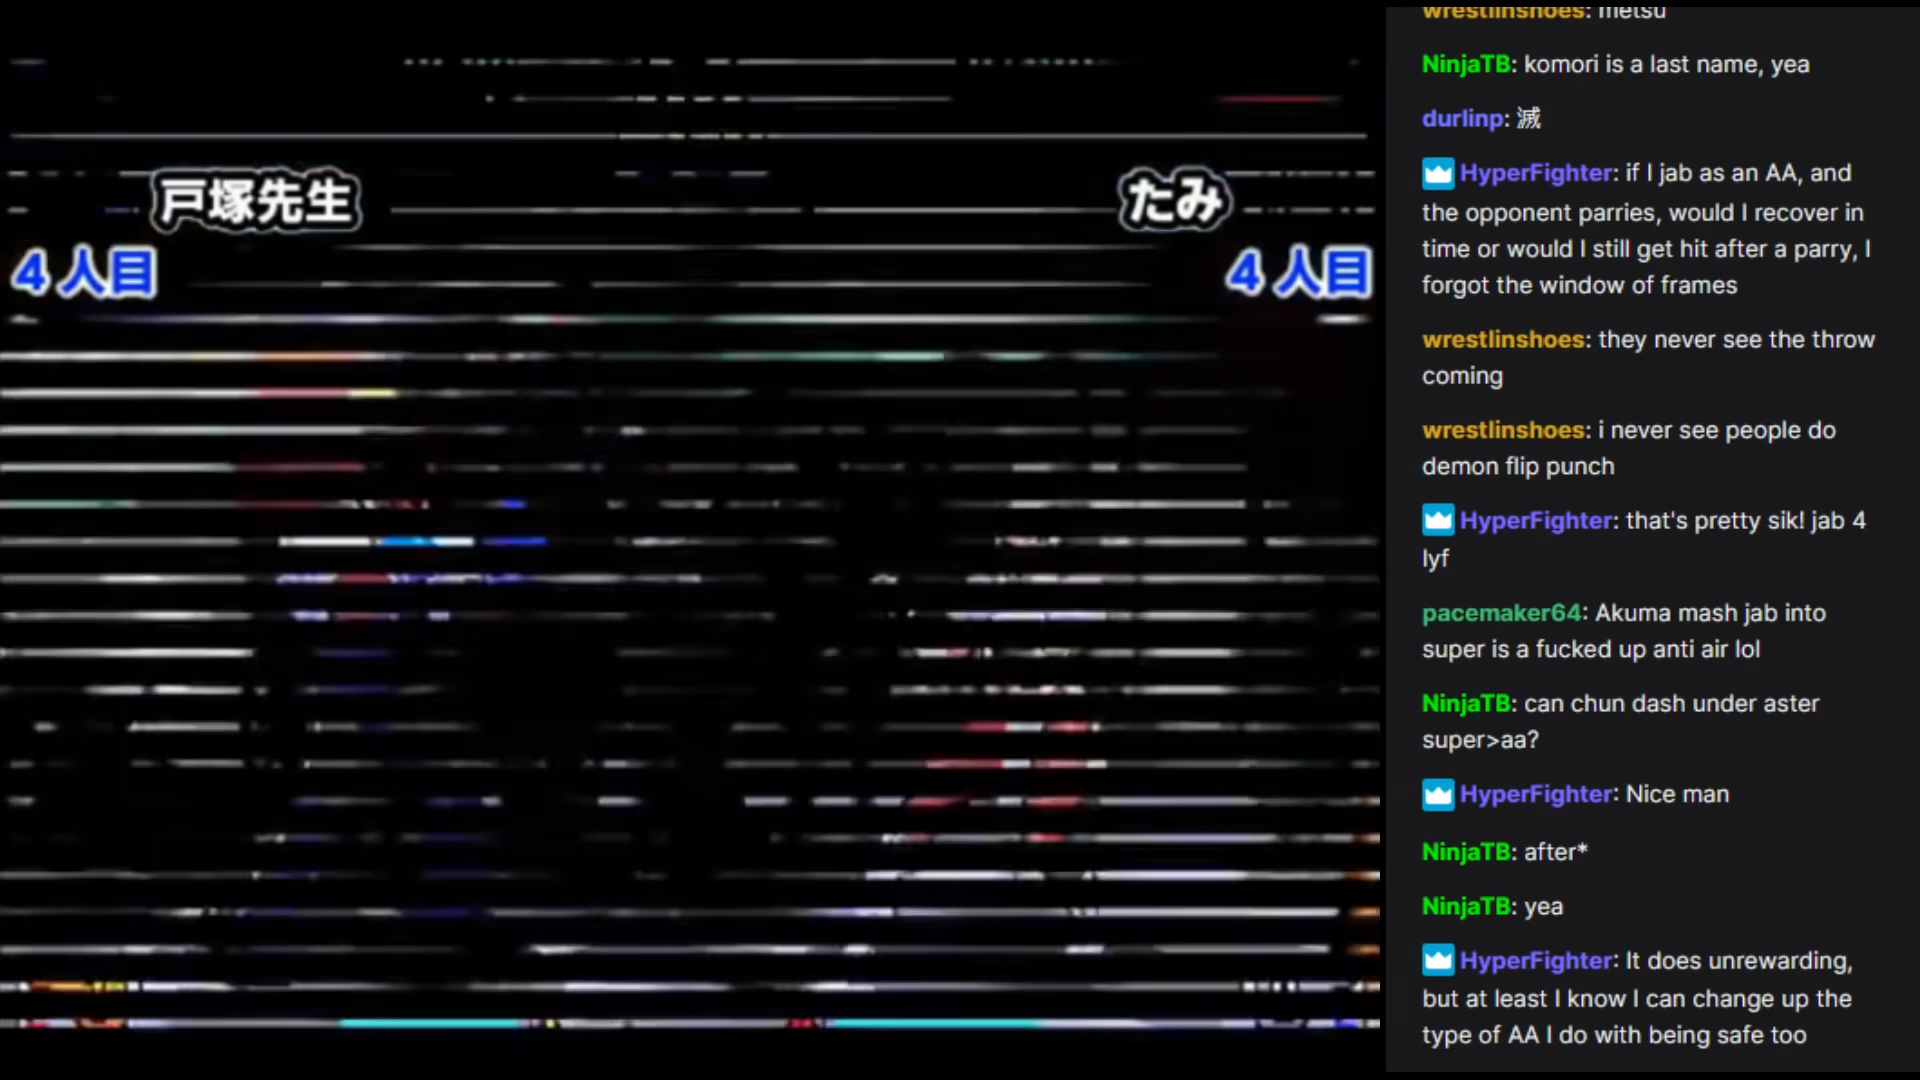 戸塚先生
たみ
4人目
4人目
wrestlinshoes: metsu
NinjaTB: komori is a last name, yea
durlinp: 滅
HyperFighter: if I jab as an AA, and
the opponent parries, would I recover in
time or would I still get hit after a parry, I
forgot the window of frames
wrestlinshoes: they never see the throw
coming
wrestlinshoes: i never see people do
demon flip punch
HyperFighter: that's pretty sik! jab 4
lyf
pacemaker64: Akuma mash jab into
super is a fucked up anti air lol
NinjaTB: can chun dash under aster
super>aa?
HyperFighter: Nice man
NinjaTB: after*
NinjaTB: yea
HyperFighter: It does unrewarding,
but at least I know I can change up the
type of AA I do with being safe too